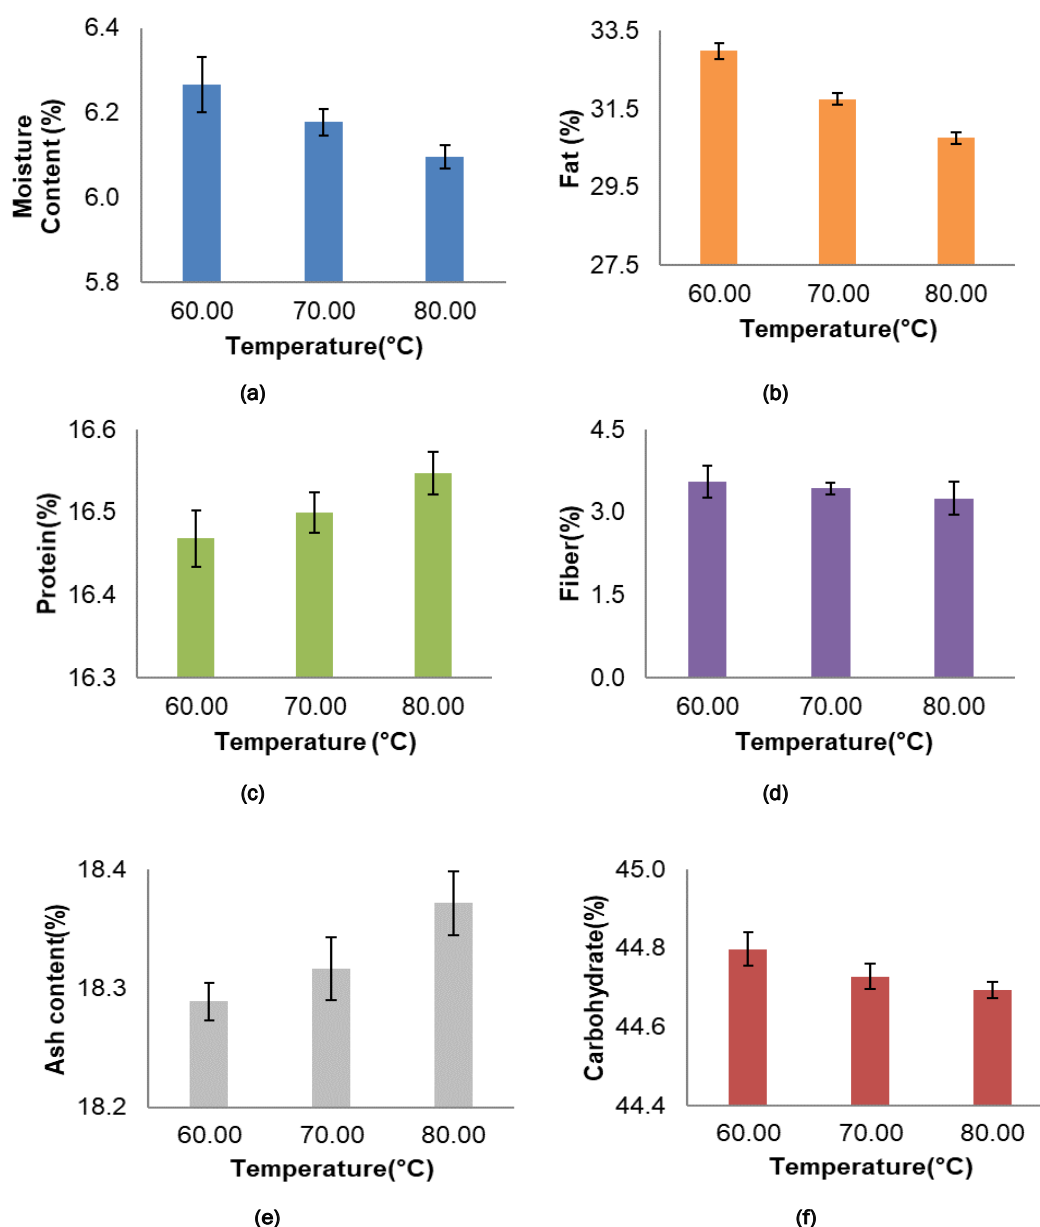 6.4
6.2
6.0
5.8
Moisture
Content (%)
60.00 70.00 80.00
Temperature(°C)
(a)
33.5
31.5
29.5
27.5
Fat (%)
60.00 70.00 80.00
Temperature(°C)
(b)
16.6
16.5
16.4
16.3
Protein(%)
60.00 70.00 80.00
Temperature (°C)
(c)
4.5
3.0
1.5
0.0
Fiber(%)
60.00 70.00 80.00
Temperature(°C)
(d)
18.4
18.3
18.2
Ash content(%)
60.00 70.00 80.00
Temperature(°C)
(e)
45.0
44.8
44.6
44.4
Carbohydrate(%)
60.00 70.00 80.00
Temperature(°C)
(f)